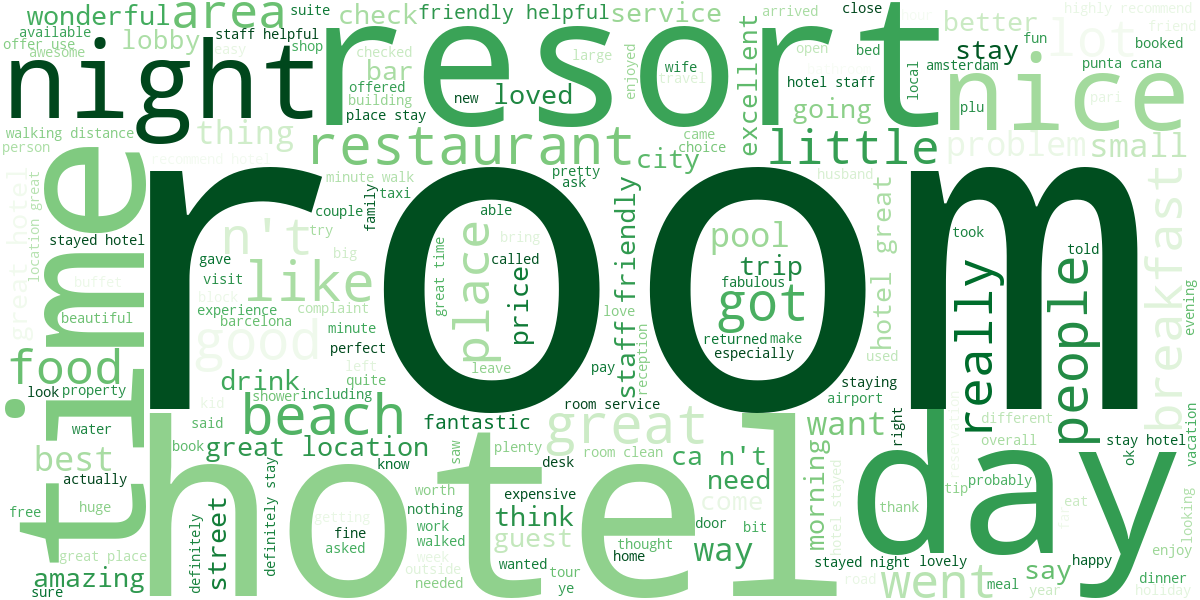 wonderful
area
suite
check
friendly helpful
service
arrived
close
better
highly recommend
friend
available
offer use
awesome
lobby
staff helpful
easy
shop
resort
checked
bar
offered
building
place stay
new
loved
large
enjoyed
wife
travel
excellent
open
bed
hotel staff
going
local
amsterdam
plu
stay
fun
lot
booked
punta cana
nice
pari
night
walking distance
person
thing
recommend hotel
restaurant
city
came
choice
little
problem
small
husband
minute walk
taxi
pretty
ask
time
room
family
couple
try
able
n't
like
big
gave
visit
great time
place
called
bring
price
pool
trip
fabulous
got
hotel great
took
told
really
people
breakfast
evening
vacation
great hotel
location great
stayed hotel
buffet
beautiful
block
experience
barcelona
complaint
minute
perfect
good
love
reception
friendly
staff
returned
make
especially
used
food
look
property
drink
left
quite
shower
including
kid
leave
pay
room service
staying
airport
right
reservation
water
said
beach
fantastic
great
want
different
overall
stay hotel
ok
best
book
great location
know
saw
plenty
room clean
desk
ca n't
need
morning
hotel stayed
probably
tip
actually
huge
free
street
definitely
definitely stay
hotel
worth
nothing
expensive
work
walked
think
guest
come
door
bit
thank
day
eat
far
looking
enjoy
getting
fine
asked
week
outside
needed
wanted
tour
ye
thought
home
way
stayed night
lovely
went
road
meal
say
year
happy
dinner
holiday
great place
amazing
sure